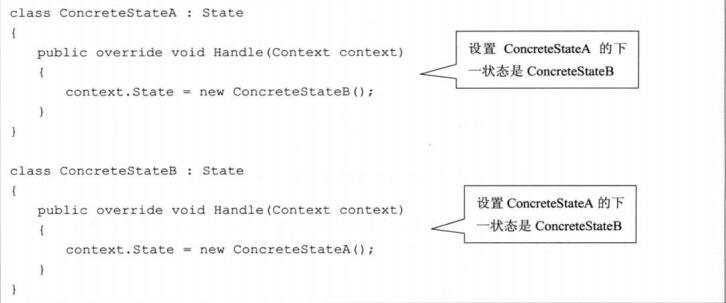 class ConcreteStateA : State
{
    public override void Handle(Context context)
    {
        context.State = new ConcreteStateB();
    }
}
设置 ConcreteStateA 的下
一状态是 ConcreteStateB
class ConcreteStateB : State
{
    public override void Handle(Context context)
    {
        context.State = new ConcreteStateA();
    }
}
设置 ConcreteStateA 的下
一状态是 ConcreteStateB